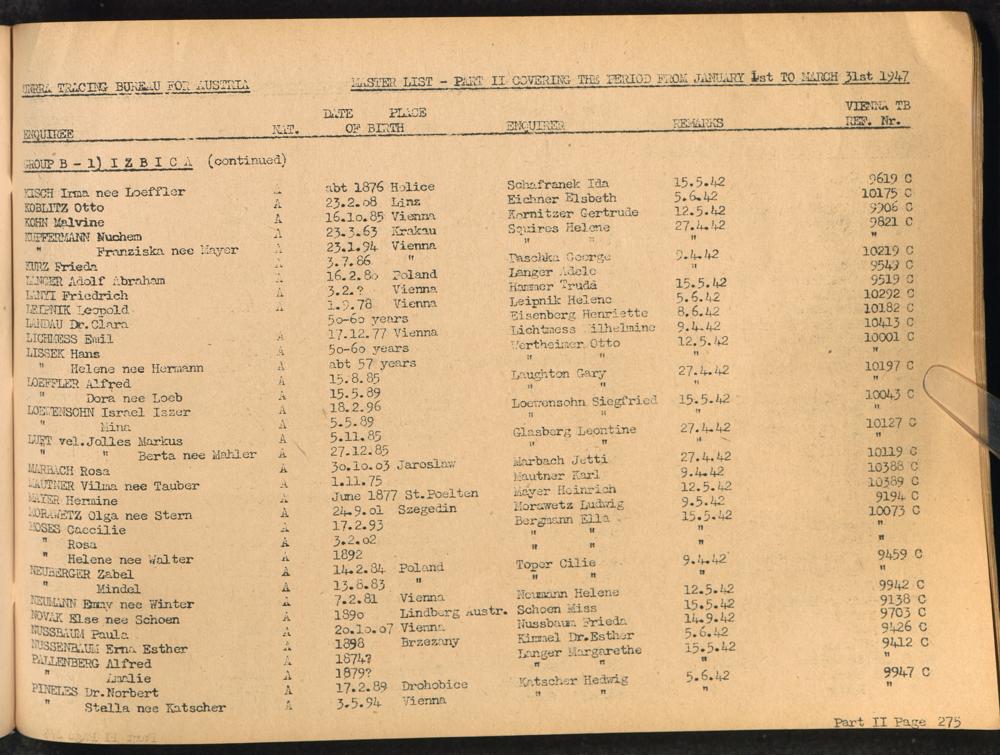 UNRRA TRACING BUREAU FOR AUSTRIA MASTER LIST - PART II COVERING THE PERIOD FROM JANUARY 1st TO MARCH 31st 1947
DATE PLACE VIENNA TB
ENQUIREE NAT. OF BIRTH ENQUIRER REMARKS REF. Nr.
GROUP B - 1) I Z B I C A (continued)
KISCH Irma nee Loeffler A abt 1876 Holice Schafranek Ida 15.5.42 9619 C
KOBLITZ Otto A 23.2.08 Linz Eichner Elsbeth 5.6.42 10175 C
KOHN Malvine A 16.10.85 Vienna Kornitzer Gertrude 12.5.42 9906 C
KUPFERMANN Nuchem A 23.3.63 Krakau Squires Helene 27.4.42 9821 C
" Franziska nee Mayer A 23.1.94 Vienna " " " "
KURZ Frieda A 3.7.86 " Daschka George 9.4.42 10219 C
LANGER Adolf Abraham A 16.2.80 Poland Langer Adele " 9549 C
LANYI Friedrich A 3.2.? Vienna Hammer Truda 15.5.42 9519 C
LEIPNIK Leopold A 1.9.78 Vienna Leipnik Helene 5.6.42 10292 C
LANDAU Dr.Clara 50-60 years Eisenberg Henriette 8.6.42 10182 C
LICHMESS Emil A 17.12.77 Vienna Lichtmess Wilhelmine 9.4.42 10413 C
LISSEK Hans A 50-60 years Wertheimer Otto 12.5.42 10001 C
" Helene nee Hermann A abt 57 years " " " "
LOEFFLER Alfred A 15.8.85 Laughton Gary 27.4.42 10197 C
" Dora nee Loeb A 15.5.89 " " " "
LOEWENSOHN Israel Iszer A 18.2.96 Loewensohn Siegfried 15.5.42 10043 C
" Mina A 5.5.89 " " " "
LUFT vel.Jolles Markus A 5.11.85 Glasberg Leontine 27.4.42 10127 C
" " Berta nee Mahler A 27.12.85 " " " "
MARBACH Rosa A 30.10.03 Jaroslaw Marbach Jetti 27.4.42 10119 C
MAUTNER Vilma nee Tauber A 1.11.75 Mautner Karl 9.4.42 10388 C
MAYER Hermine A June 1877 St.Poelten Mayer Heinrich 12.5.42 10389 C
MORAWETZ Olga nee Stern A 24.9.01 Szegedin Morawetz Ludwig 9.5.42 9194 C
MOSES Caecilie A 17.2.93 Bergmann Ella 15.5.42 10073 C
" Rosa A 3.2.02 " " " "
" Helene nee Walter A 1892 " " " "
NEUBERGER Zabel A 14.2.84 Poland Toper Cilie 9.4.42 9459 C
" Mindel A 13.8.83 " " " " "
NEUMANN Emmy nee Winter A 7.2.81 Vienna Neumann Helene 12.5.42 9942 C
NOVAK Else nee Schoen A 1890 Lindberg Austr. Schoen Miss 15.5.42 9138 C
NUSSBAUM Paula A 20.10.07 Vienna Nussbaum Frieda 14.9.42 9703 C
NUSSENBAUM Erna Esther A 1898 Brzezany Kimmel Dr.Esther 5.6.42 9426 C
PALLENBERG Alfred A 1874? Langer Margarethe 15.5.42 9412 C
" Amalie A 1879? " " " "
PINELES Dr.Norbert A 17.2.89 Drohobice Katscher Hedwig 5.6.42 9947 C
" Stella nee Katscher A 3.5.94 Vienna " " " "
Part II Page 275